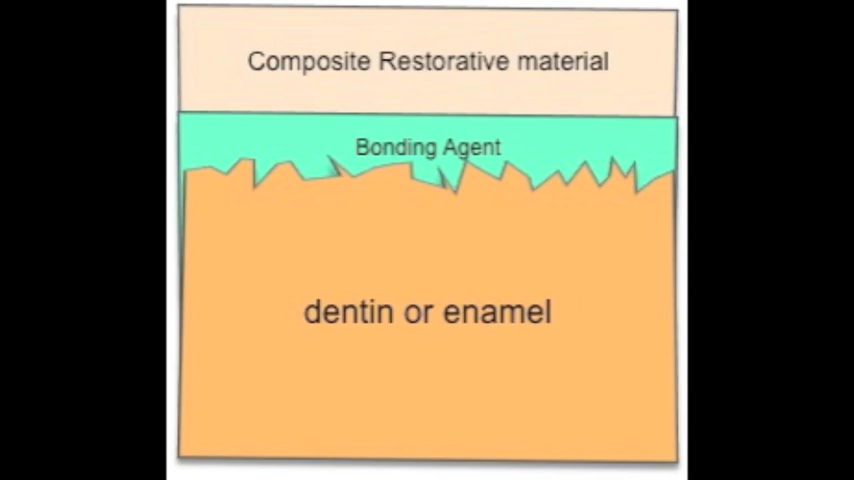 Composite Restorative material
Bonding Agent
dentin or enamel